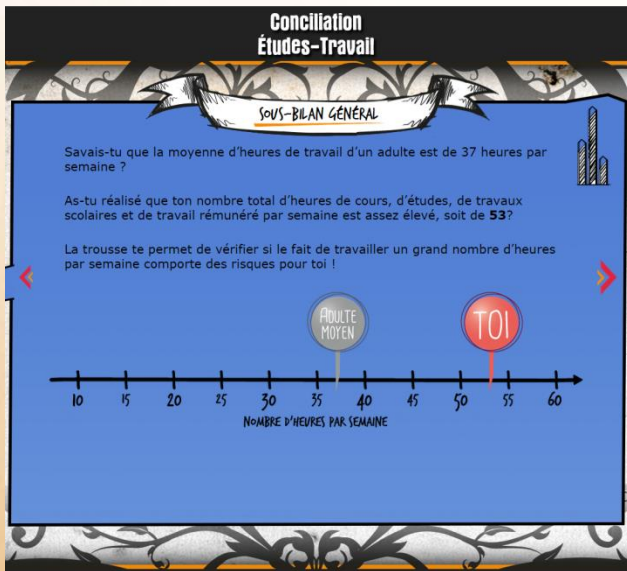 Conciliation
Études-Travail
SOUS-BILAN GÉNÉRAL
Savais-tu que la moyenne d'heures de travail d'un adulte est de 37 heures par
semaine ?
As-tu réalisé que ton nombre total d'heures de cours, d'études, de travaux
scolaires et de travail rémunéré par semaine est assez élevé, soit de 53?
La trousse te permet de vérifier si le fait de travailler un grand nombre d'heures
par semaine comporte des risques pour toi !
ADULTE
MOYEN
TOI
10 15 20 25 30 35 40 45 50 55 60
NOMBRE D'HEURES PAR SEMAINE